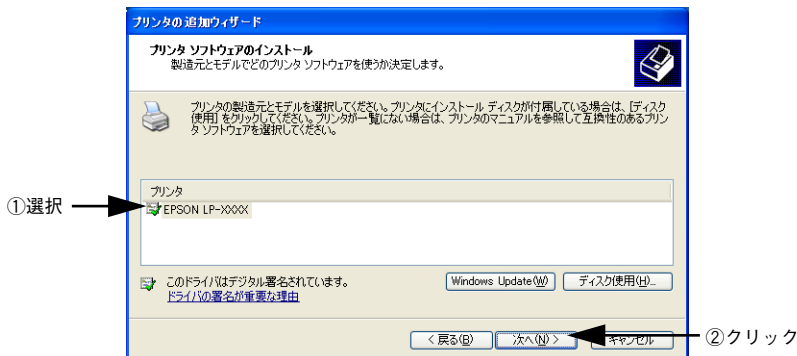 プリンタの追加ウィザード
プリンタ ソフトウェアのインストール
製造元とモデルでどのプリンタ ソフトウェアを使うか決定します。
プリンタの製造元とモデルを選択してください。プリンタにインストール ディスクが付属している場合は、[ディスク
使用] をクリックしてください。プリンタが一覧にない場合は、プリンタのマニュアルを参照して互換性のあるプリン
タ ソフトウェアを選択してください。
プリンタ
①選択
EPSON LP-XXXX
このドライバはデジタル署名されています。
ドライバの署名が重要な理由
Windows Update(W)
ディスク使用(H)...
< 戻る(B)
次へ(N) >
キャンセル
②クリック